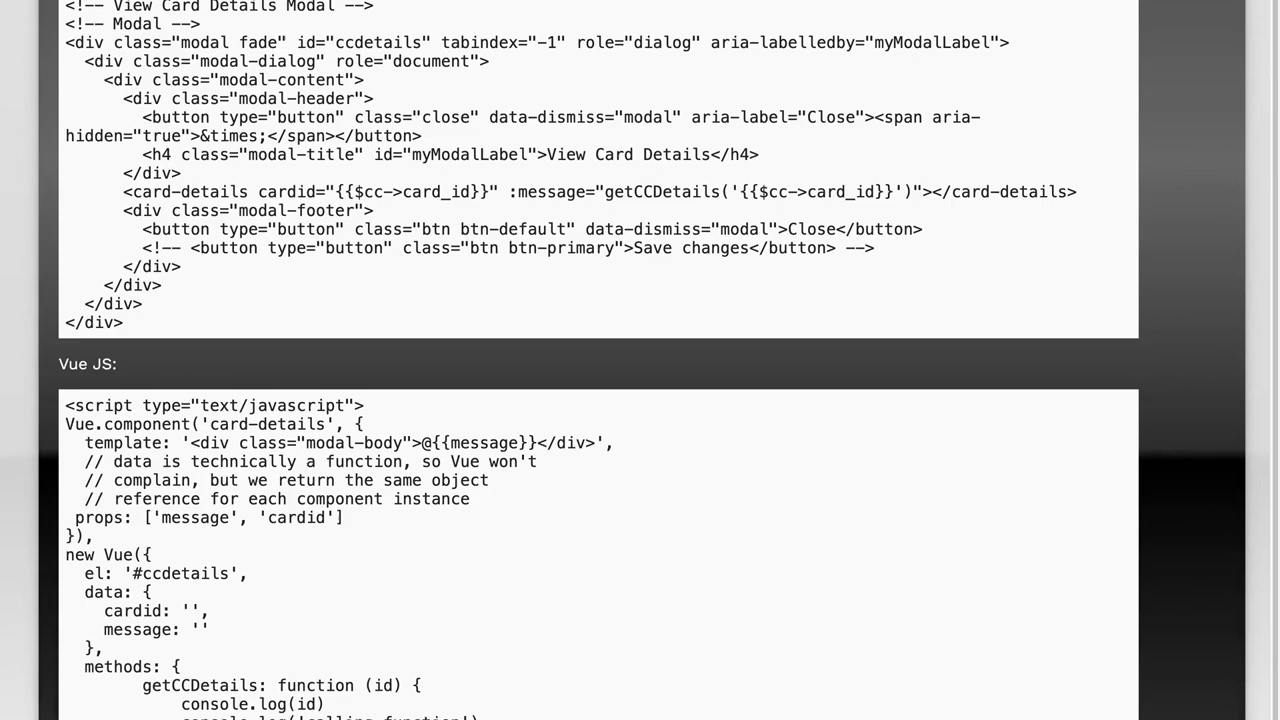 <!-- View Card Details Modal -->
<!-- Modal -->
<div class="modal fade" id="ccdetails" tabindex="-1" role="dialog" aria-labelledby="myModalLabel">
  <div class="modal-dialog" role="document">
    <div class="modal-content">
      <div class="modal-header">
        <button type="button" class="close" data-dismiss="modal" aria-label="Close"><span aria-
hidden="true">&times;</span></button>
        <h4 class="modal-title" id="myModalLabel">View Card Details</h4>
      </div>
      <card-details cardid="{{$cc->card_id}}" :message="getCCDetails('{{$cc->card_id}}')"></card-details>
      <div class="modal-footer">
        <button type="button" class="btn btn-default" data-dismiss="modal">Close</button>
        <!-- <button type="button" class="btn btn-primary">Save changes</button> -->
      </div>
    </div>
  </div>
</div>
Vue JS:
<script type="text/javascript">
Vue.component('card-details', {
  template: '<div class="modal-body">@{{message}}</div>',
  // data is technically a function, so Vue won't
  // complain, but we return the same object
  // reference for each component instance
 props: ['message', 'cardid']
}),
new Vue({
  el: '#ccdetails',
  data: {
    cardid: '',
    message: ''
  },
  methods: {
        getCCDetails: function (id) {
            console.log(id)
            console.log('calling function')